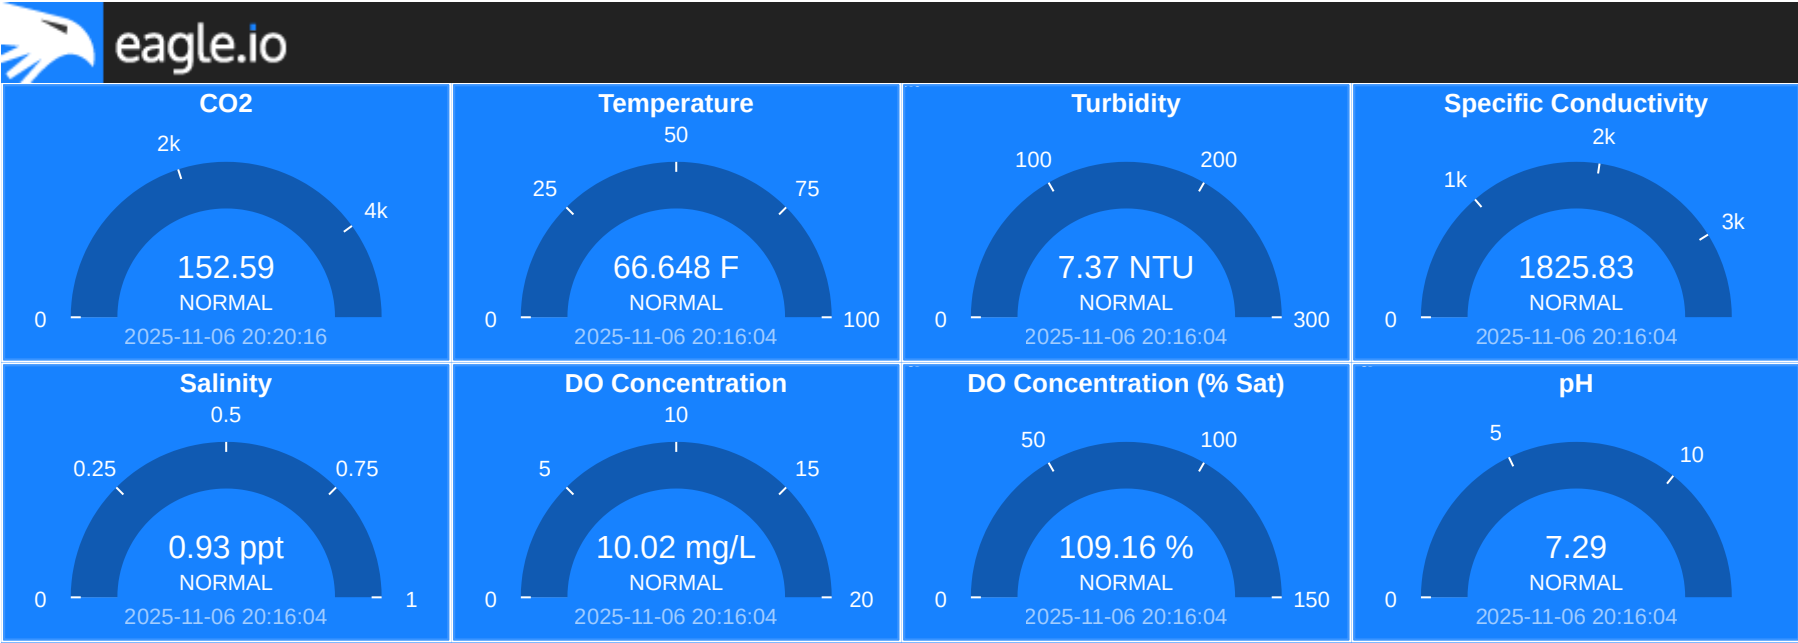 eagle.io
CO2
2k
4k
0
152.59
NORMAL
2025-11-06 20:20:16
Temperature
50
25
75
0
100
66.648 F
NORMAL
2025-11-06 20:16:04
Turbidity
100
200
0
300
7.37 NTU
NORMAL
2025-11-06 20:16:04
Specific Conductivity
2k
1k
3k
0
1825.83
NORMAL
2025-11-06 20:16:04
Salinity
0.5
0.25
0.75
0
1
0.93 ppt
NORMAL
2025-11-06 20:16:04
DO Concentration
10
5
15
0
20
10.02 mg/L
NORMAL
2025-11-06 20:16:04
DO Concentration (% Sat)
50
100
0
150
109.16 %
NORMAL
2025-11-06 20:16:04
pH
5
10
0
7.29
NORMAL
2025-11-06 20:16:04